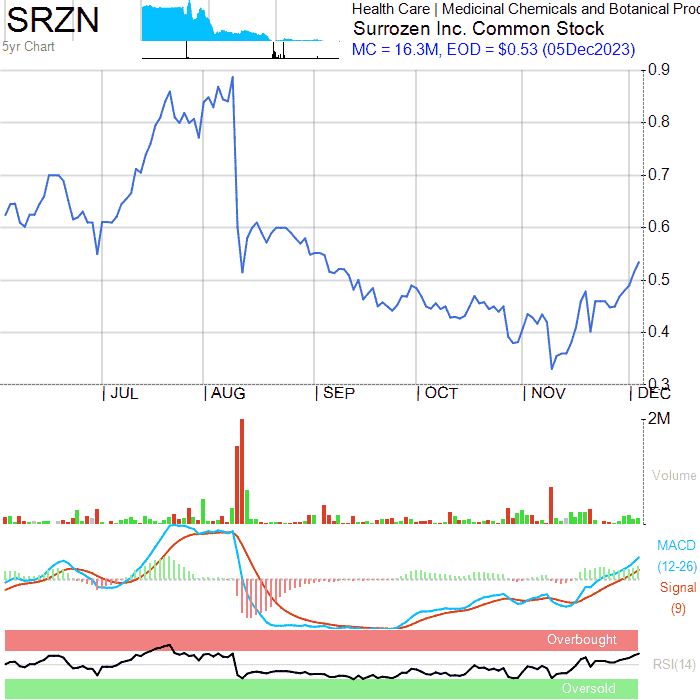 SRZN
5yr Chart
Health Care | Medicinal Chemicals and Botanical Proc
Surrozen Inc. Common Stock
MC = 16.3M, EOD = $0.53 (05Dec2023)
0.9
0.8
0.7
0.6
0.5
0.4
0.3
JUL AUG SEP OCT NOV DEC
2M
Volume
MACD
(12-26)
Signal
(9)
Overbought
RSI(14)
Oversold